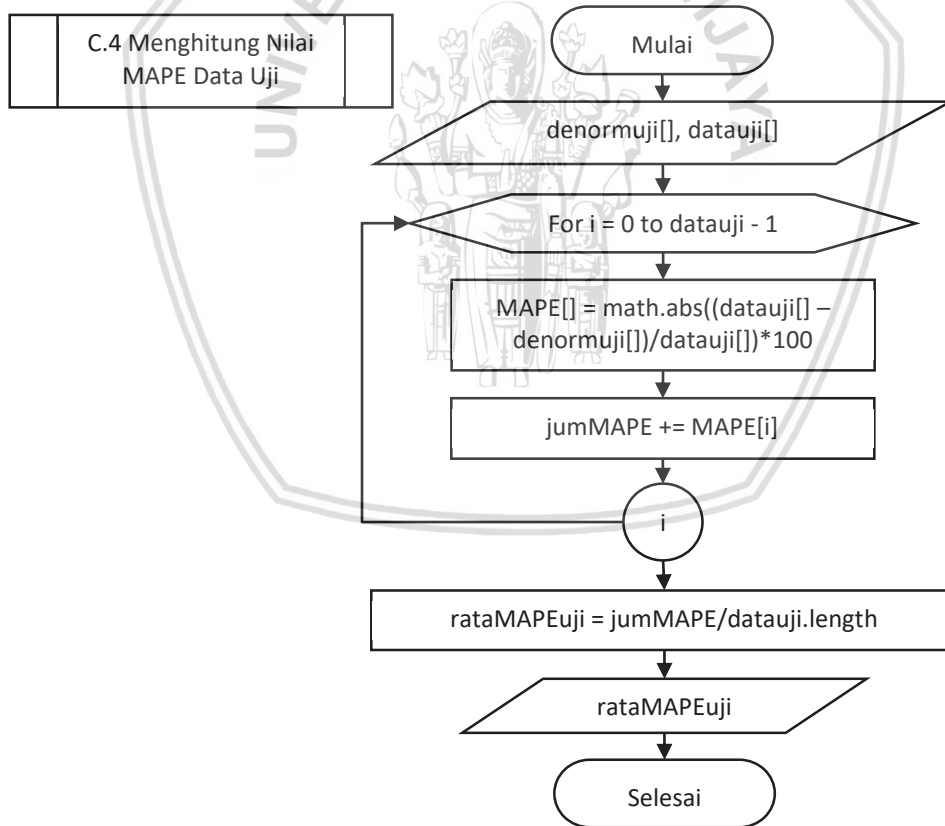 C.4 Menghitung Nilai
MAPE Data Uji
Mulai
denormuji[], datauji[]
For i = 0 to datauji - 1
MAPE[] = math.abs((datauji[] –
denormuji[])/datauji[])*100
jumMAPE += MAPE[i]
i
rataMAPEuji = jumMAPE/datauji.length
rataMAPEuji
Selesai